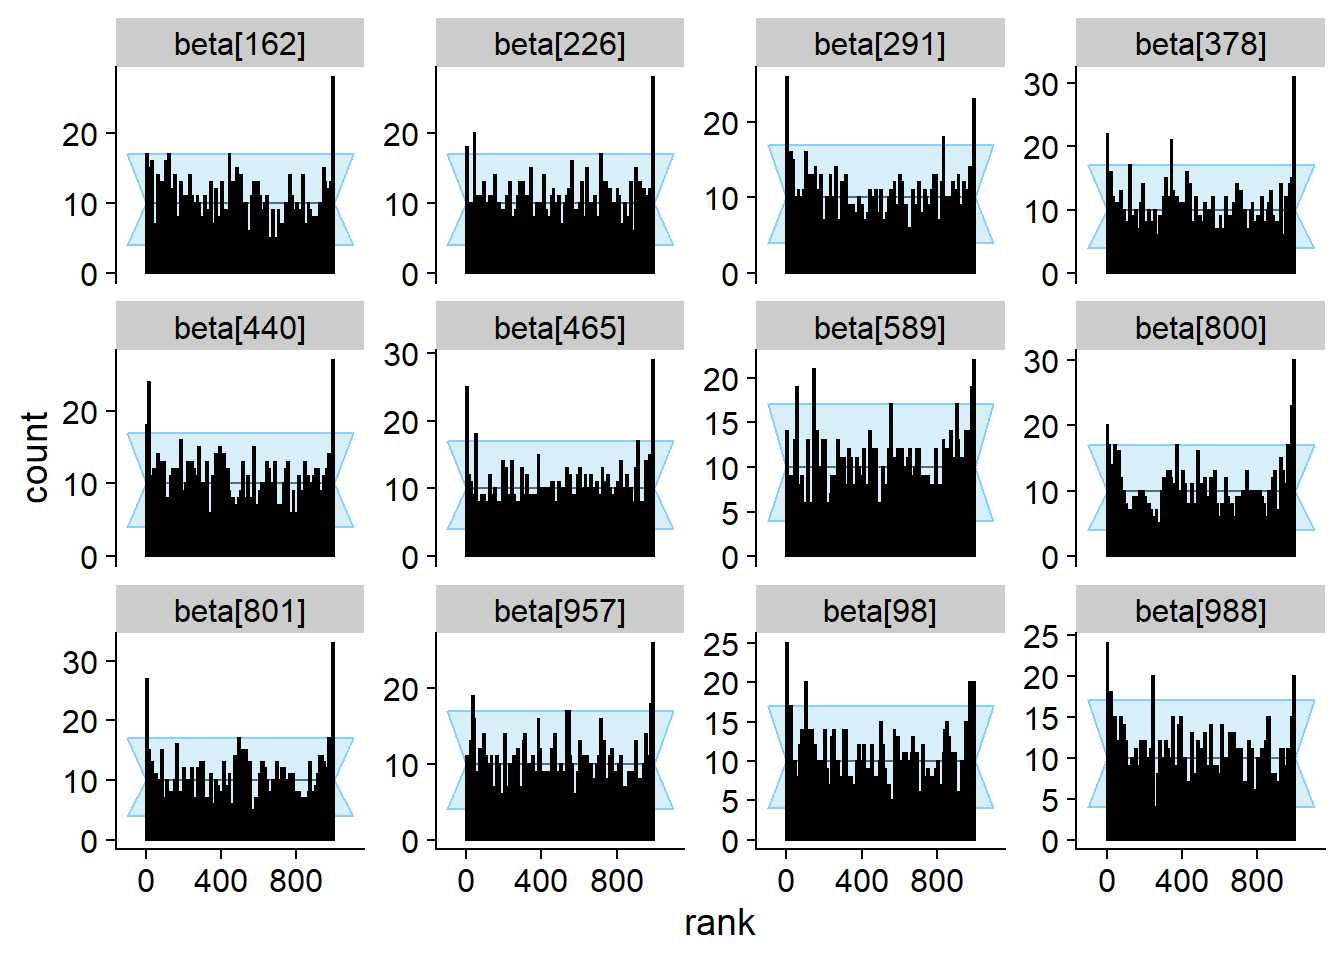 beta[162] beta[226] beta[291] beta[378]
20 20 20 30
10 10 10 20
0 0 0 10
0
beta[440] beta[465] beta[589] beta[800]
20 30 20 30
10 20 15 20
0 10 10 10
0 5 0
0
count
beta[801] beta[957] beta[98] beta[988]
30 20 25 25
20 10 20 20
10 0 15 15
0 10 10
5 5
0 0
0 400 800 0 400 800 0 400 800 0 400 800
rank